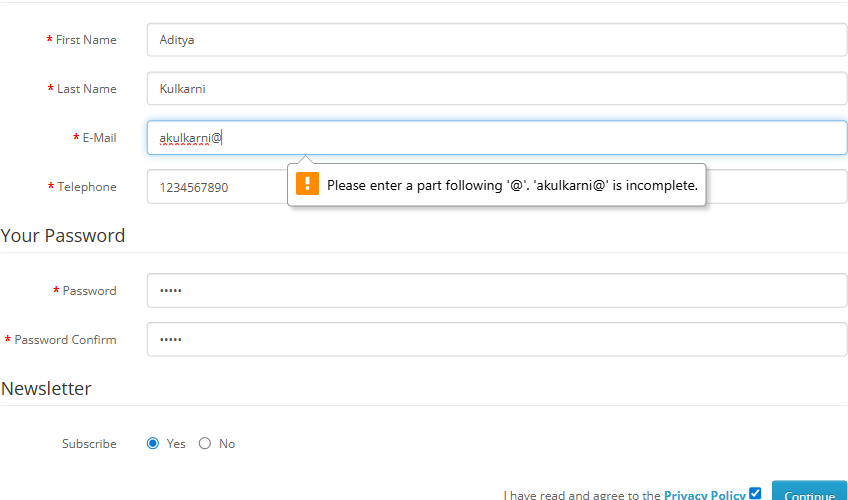 * First Name Aditya
* Last Name Kulkarni
* E-Mail akulkarni@
Please enter a part following '@'. 'akulkarni@' is incomplete.
* Telephone 1234567890
Your Password
* Password •••••
* Password Confirm •••••
Newsletter
Subscribe Yes No
I have read and agree to the Privacy Policy Continue